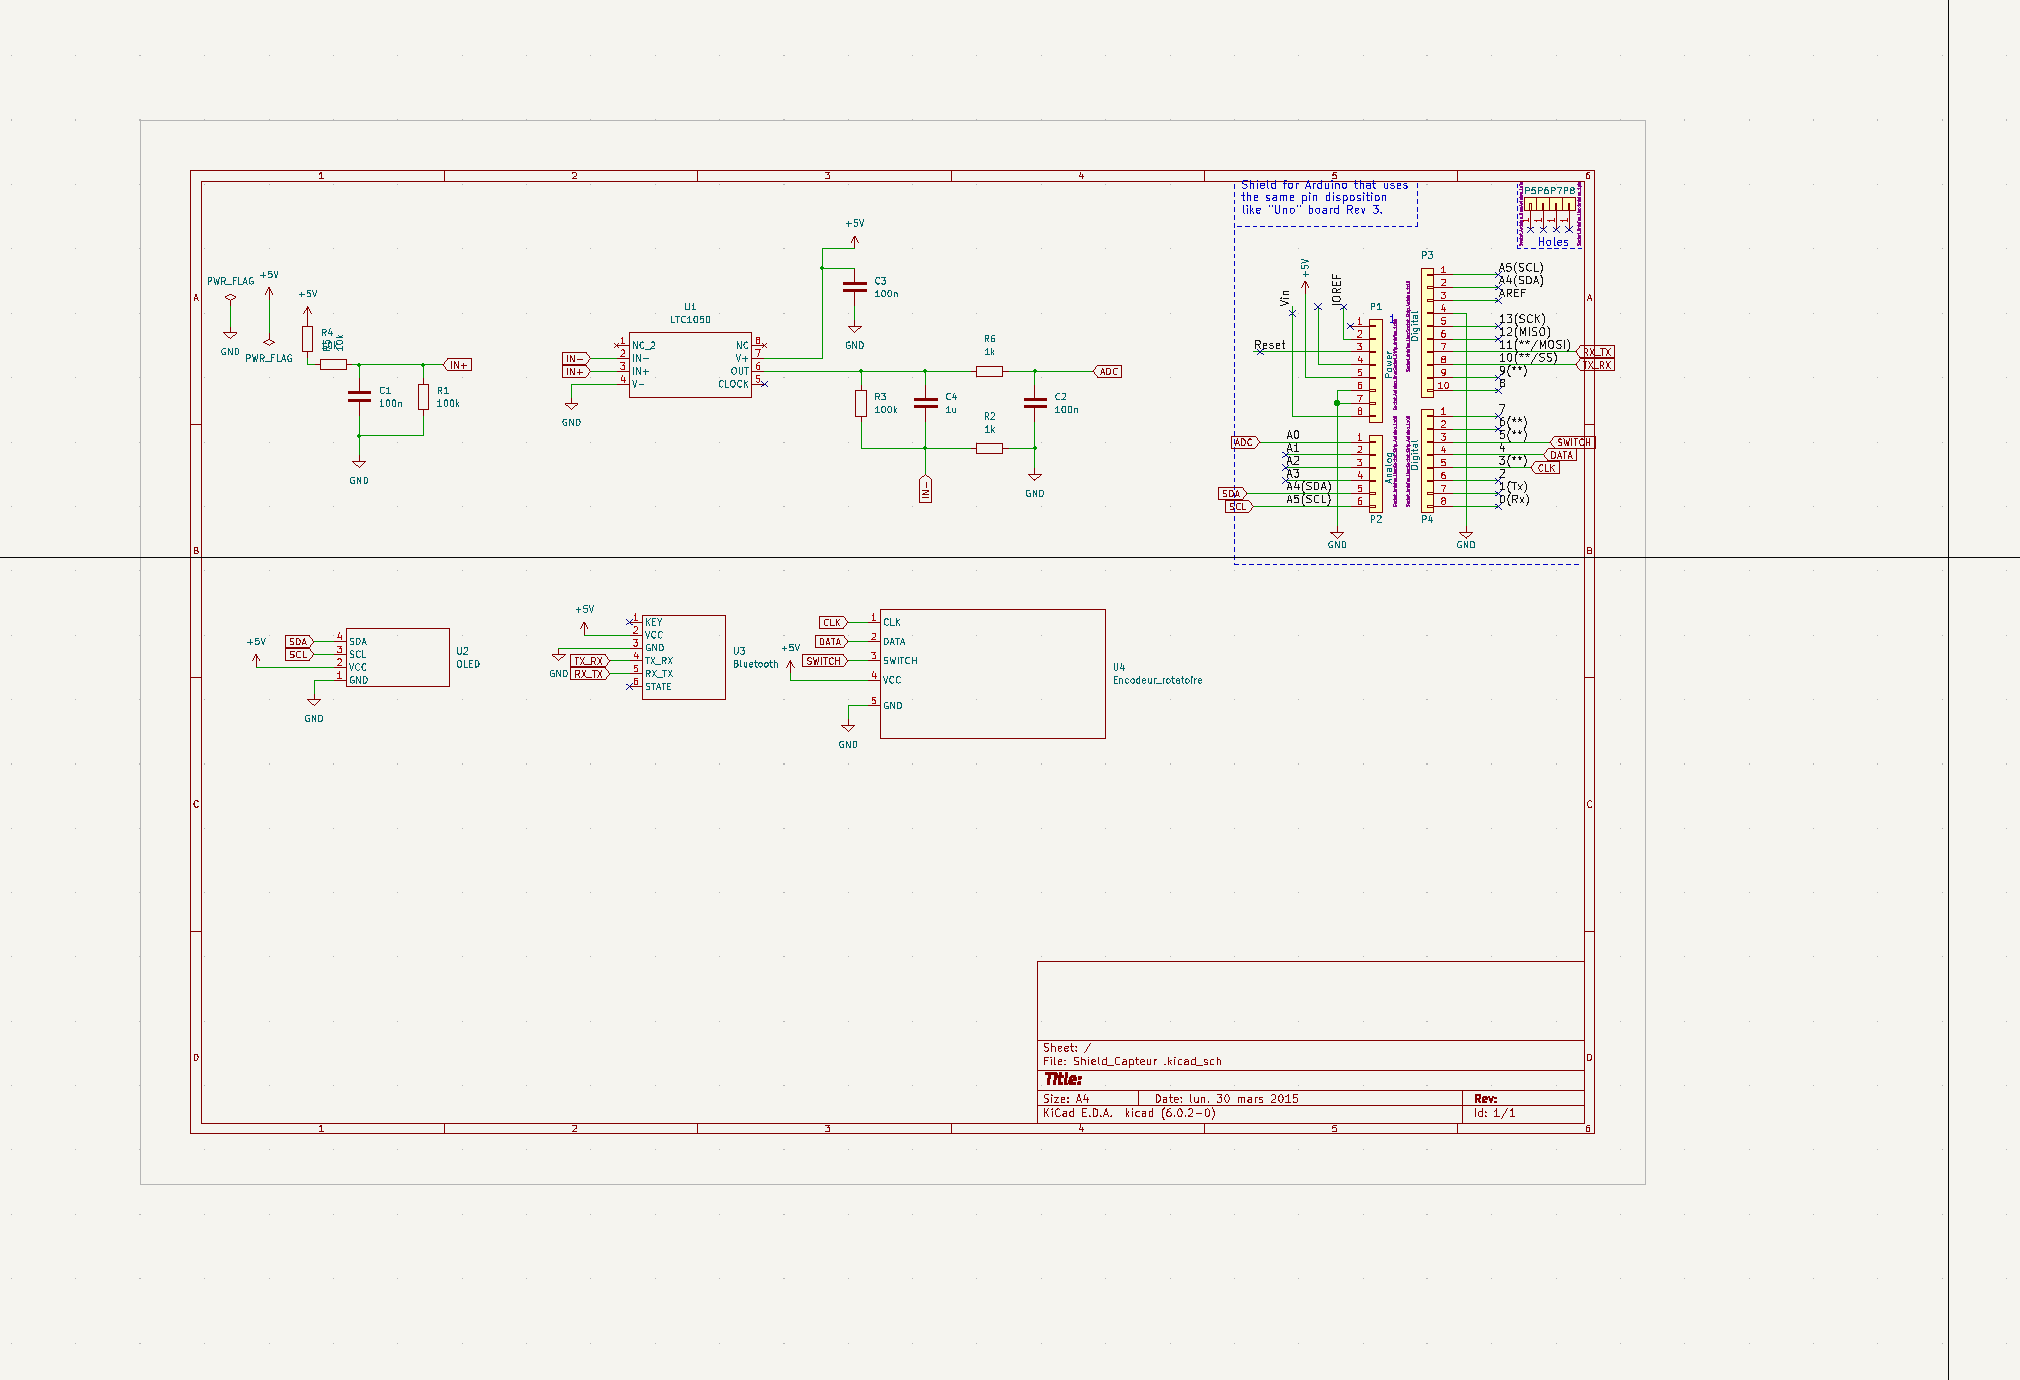 1 2 3 4 5 6
Shield for Arduino that uses
the same pin disposition
like "Uno" board Rev 3.
P5P6P7P8
1 1 1 1
Holes
A
A
PWR_FLAG
GND
+5V
PWR_FLAG
+5V
R4
10k
IN+
C1
100n
R1
100k
GND
U1
LTC1050
IN-
IN+
1 NC_2
2 IN-
3 IN+
4 V-
NC 8
V+ 7
OUT 6
CLOCK 5
GND
+5V
C3
100n
GND
R6
1k
ADC
R3
100k
C4
1u
R2
1k
C2
100n
IN-
GND
Vin
+5V
IOREF
Reset
P1
1
Power
1
2
3
4
5
6
7
8
P3
Digital
1 A5(SCL)
2 A4(SDA)
3 AREF
4
5 13(SCK)
6 12(MISO)
7 11(**/MOSI) RX_TX
8 10(**/SS) TX_RX
9 9(**)
10 8
ADC A0 1
A1 2
A2 3
A3 4
SDA A4(SDA) 5
SCL A5(SCL) 6
Analog
P2
Digital
1 7
2 6(**)
3 5(**) SWITCH
4 4 DATA
5 3(**) CLK
6 2
7 1(Tx)
8 0(Rx)
P4
GND
GND
B
B
+5V
SDA 4 SDA
SCL 3 SCL
2 VCC
1 GND
U2
OLED
GND
+5V
1 KEY
2 VCC
3 GND
TX_RX 4 TX_RX
RX_TX 5 RX_TX
6 STATE
GND
U3
Bluetooth
+5V
CLK 1 CLK
DATA 2 DATA
SWITCH 3 SWITCH
4 VCC
5 GND
GND
U4
Encodeur_rotatoire
C
C
D
D
Sheet: /
File: Shield_Capteur .kicad_sch
Title:
Size: A4 Date: lun. 30 mars 2015 Rev:
KiCad E.D.A. kicad (6.0.2-0) Id: 1/1
1 2 3 4 5 6